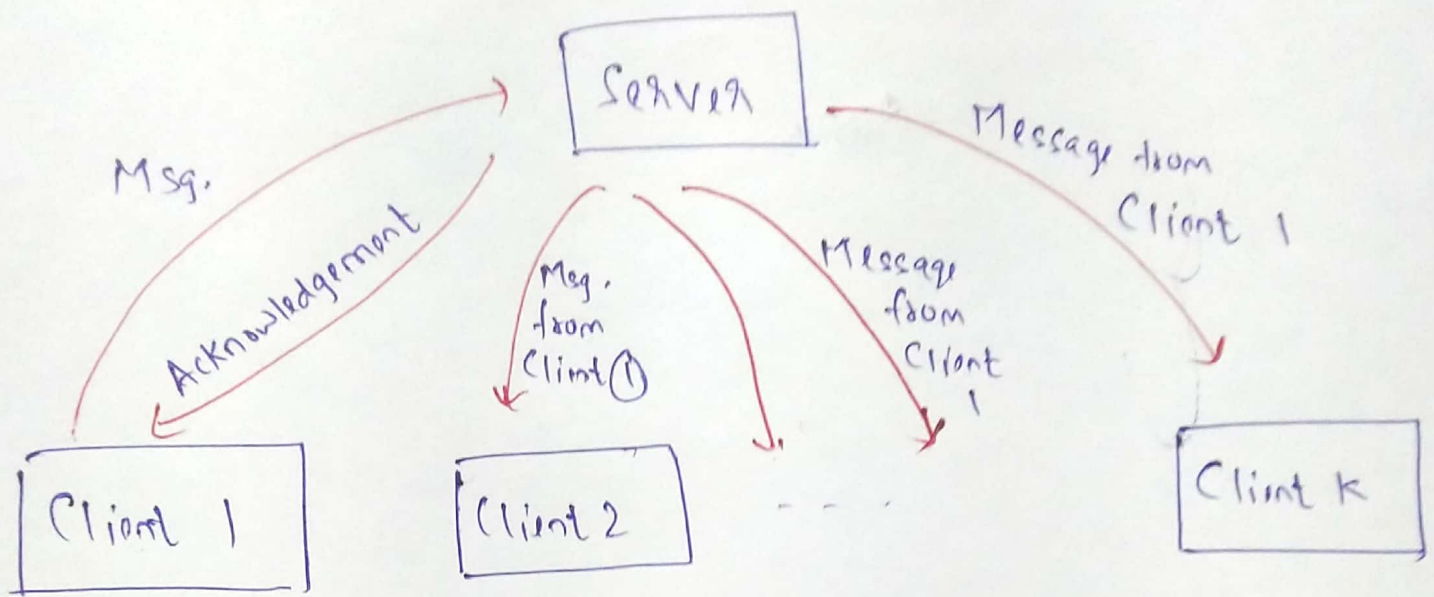 Server
Msg.
Acknowledgement
Msg.
from
Client 1
Message
from
Client
1
Message from
Client 1
Client 1
Client 2
- - - .
Client K